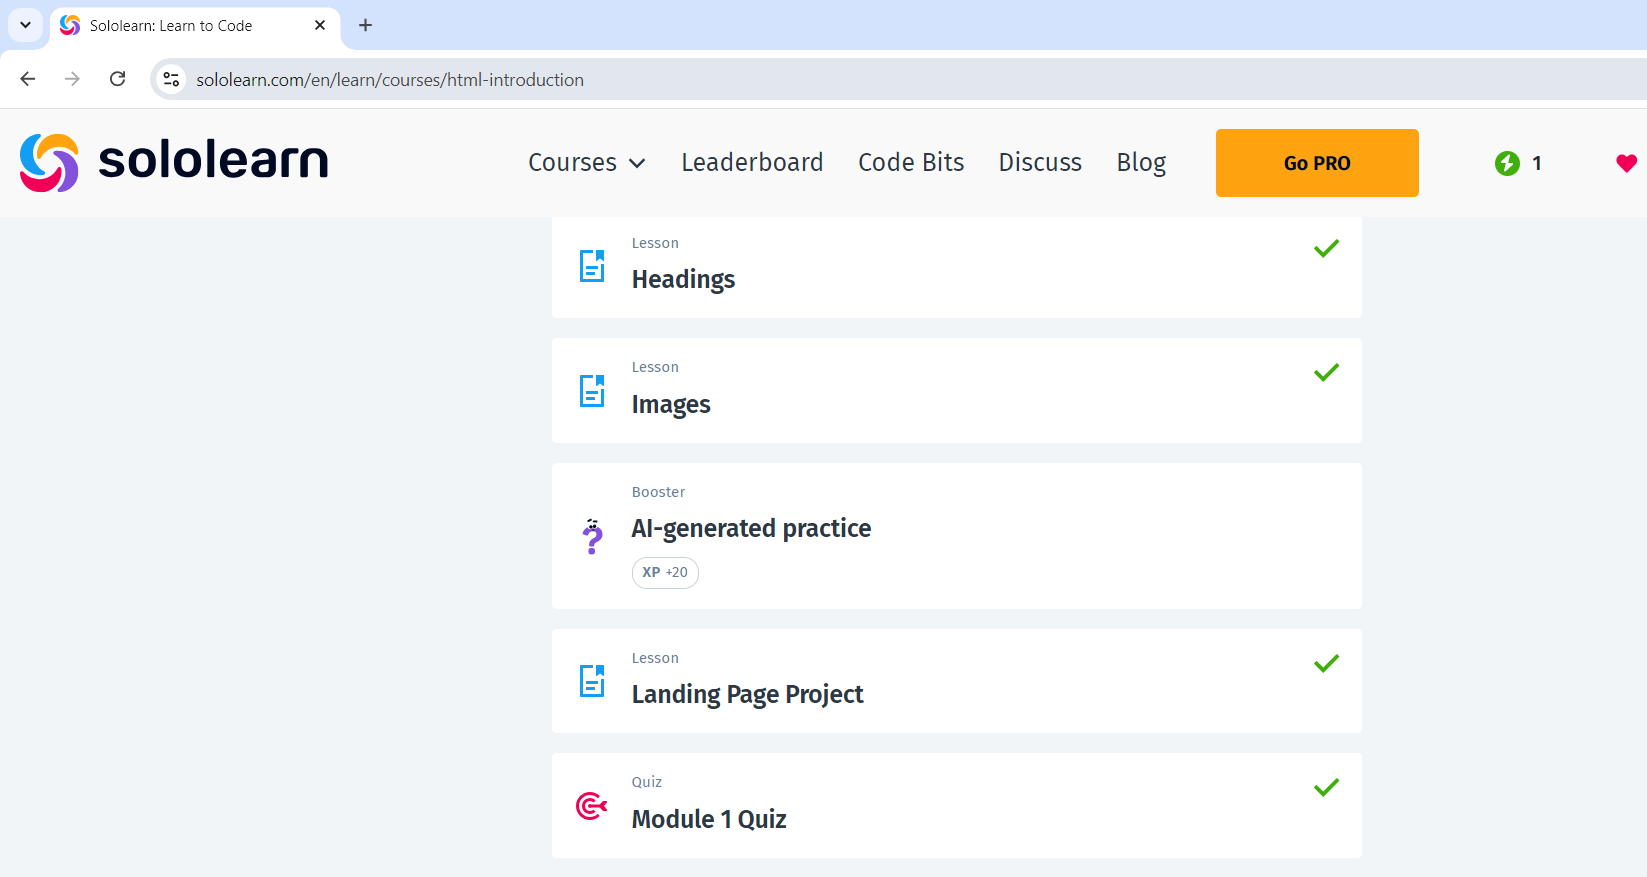 Sololearn: Learn to Code
sololearn.com/en/learn/courses/html-introduction
sololearn
Courses
Leaderboard
Code Bits
Discuss
Blog
Go PRO
1
Lesson
Headings
Lesson
Images
Booster
AI-generated practice
XP +20
Lesson
Landing Page Project
Quiz
Module 1 Quiz